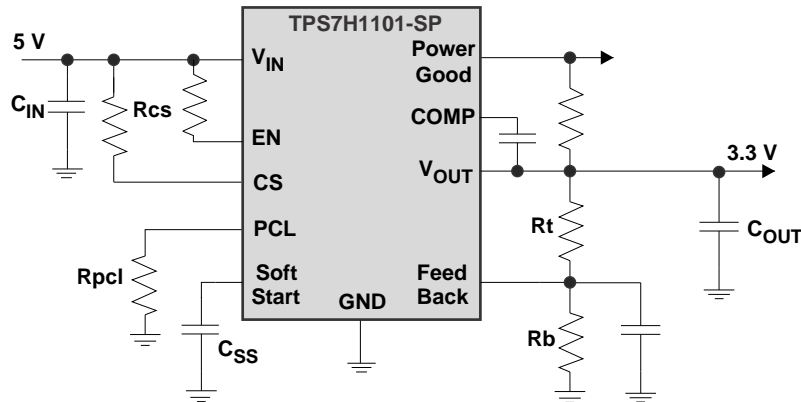 TPS7H1101-SP
5 V
VIN
Power
Good
CIN
Rcs
COMP
EN
3.3 V
VOUT
CS
PCL
Rt
COUT
Rpcl
Soft
Start
Feed
Back
GND
Rb
CSS